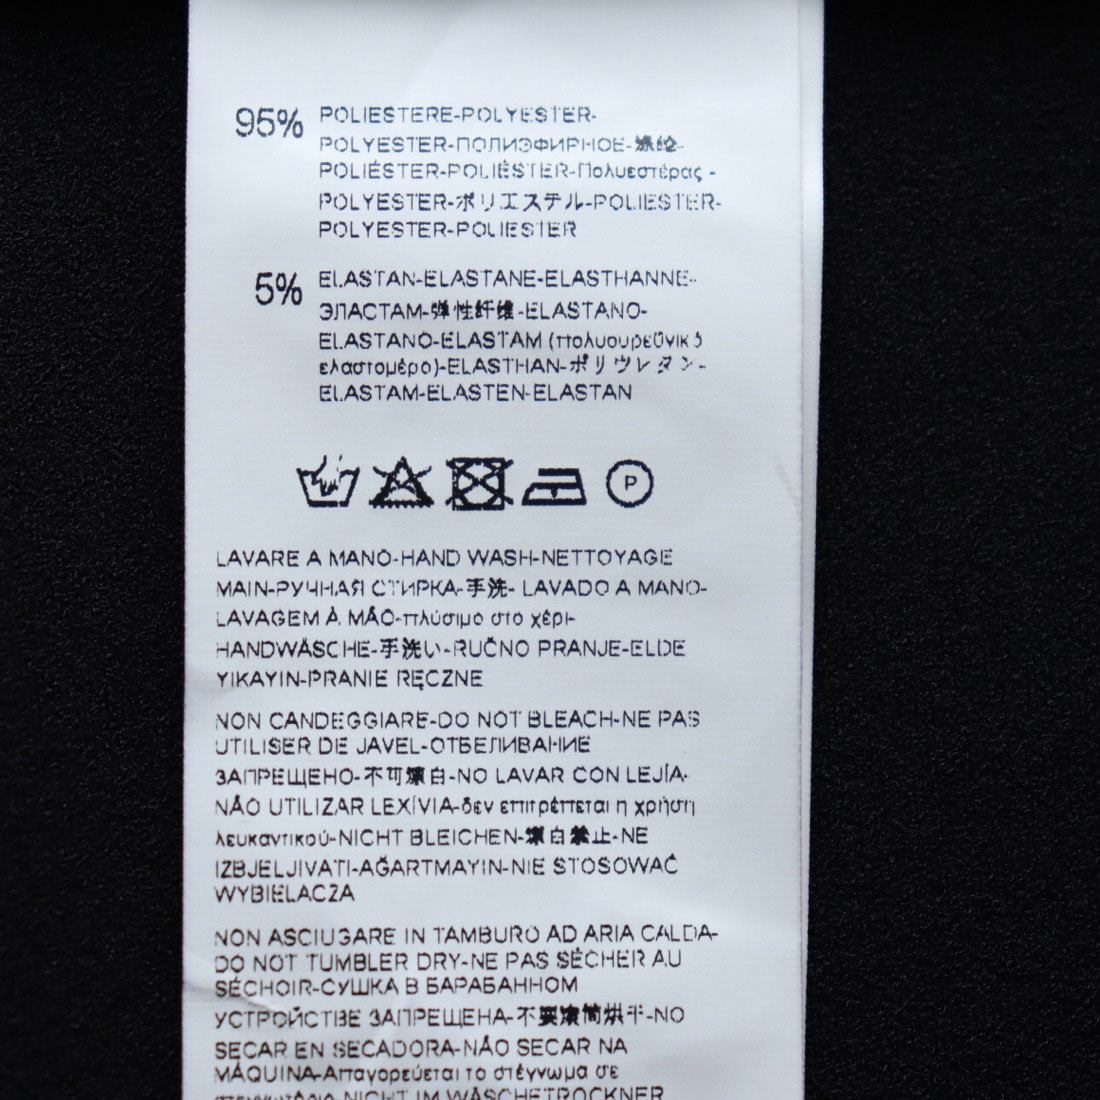 95% POLIESTERE-POLYESTER-
POLYESTER-ПОЛИЭФИРНОЕ-涤纶-
POLIÉSTER-POLIÉSTER-Πολυεστέρας -
POLYESTER-ポリエステル-POLIESTER-
POLYESTER-POLIESTER
5% ELASTAN-ELASTANE-ELASTHANNE-
ЭЛАСТАМ-弹性纤维-ELASTANO-
ELASTANO-ELASTAM (πολυουρεθνικό
ελαστομέρο)-ELASTHAN-ポリウレタン-
ELASTAM-ELASTEN-ELASTAN
P
LAVARE A MANO-HAND WASH-NETTOYAGE
MAIN-РУЧНАЯ СТИРКА-手洗- LAVADO A MANO-
LAVAGEM À MÃO-πλύσιμο στο χέρι-
HANDWÄSCHE-手洗い-RUČNO PRANJE-ELDE
YIKAYIN-PRANIE RĘCZNE
NON CANDEGGIARE-DO NOT BLEACH-NE PAS
UTILISER DE JAVEL-ОТБЕЛИВАНИЕ
ЗАПРЕЩЕНО-不可漂白-NO LAVAR CON LEJÍA-
NÃO UTILIZAR LEXÍVIA-δεν επιτρέπεται η χρήση
λευκαντικού-NICHT BLEICHEN-漂白禁止-NE
IZBJELJIVATI-AĞARTMAYIN-NIE STOSOWAĆ
WYBIELACZA
NON ASCIUGARE IN TAMBURO AD ARIA CALDA-
DO NOT TUMBLER DRY-NE PAS SÉCHER AU
SÉCHOIR-СУШКА В БАРАБАННОМ
УСТРОЙСТВЕ ЗАПРЕЩЕНА-不要滚筒烘干-NO
SECAR EN SECADORA-NÃO SECAR NA
MÁQUINA-Απαγορεύεται το στέγνωμα σε
στεγνωτήριο-NICHT IM WÄSCHETROCKNER